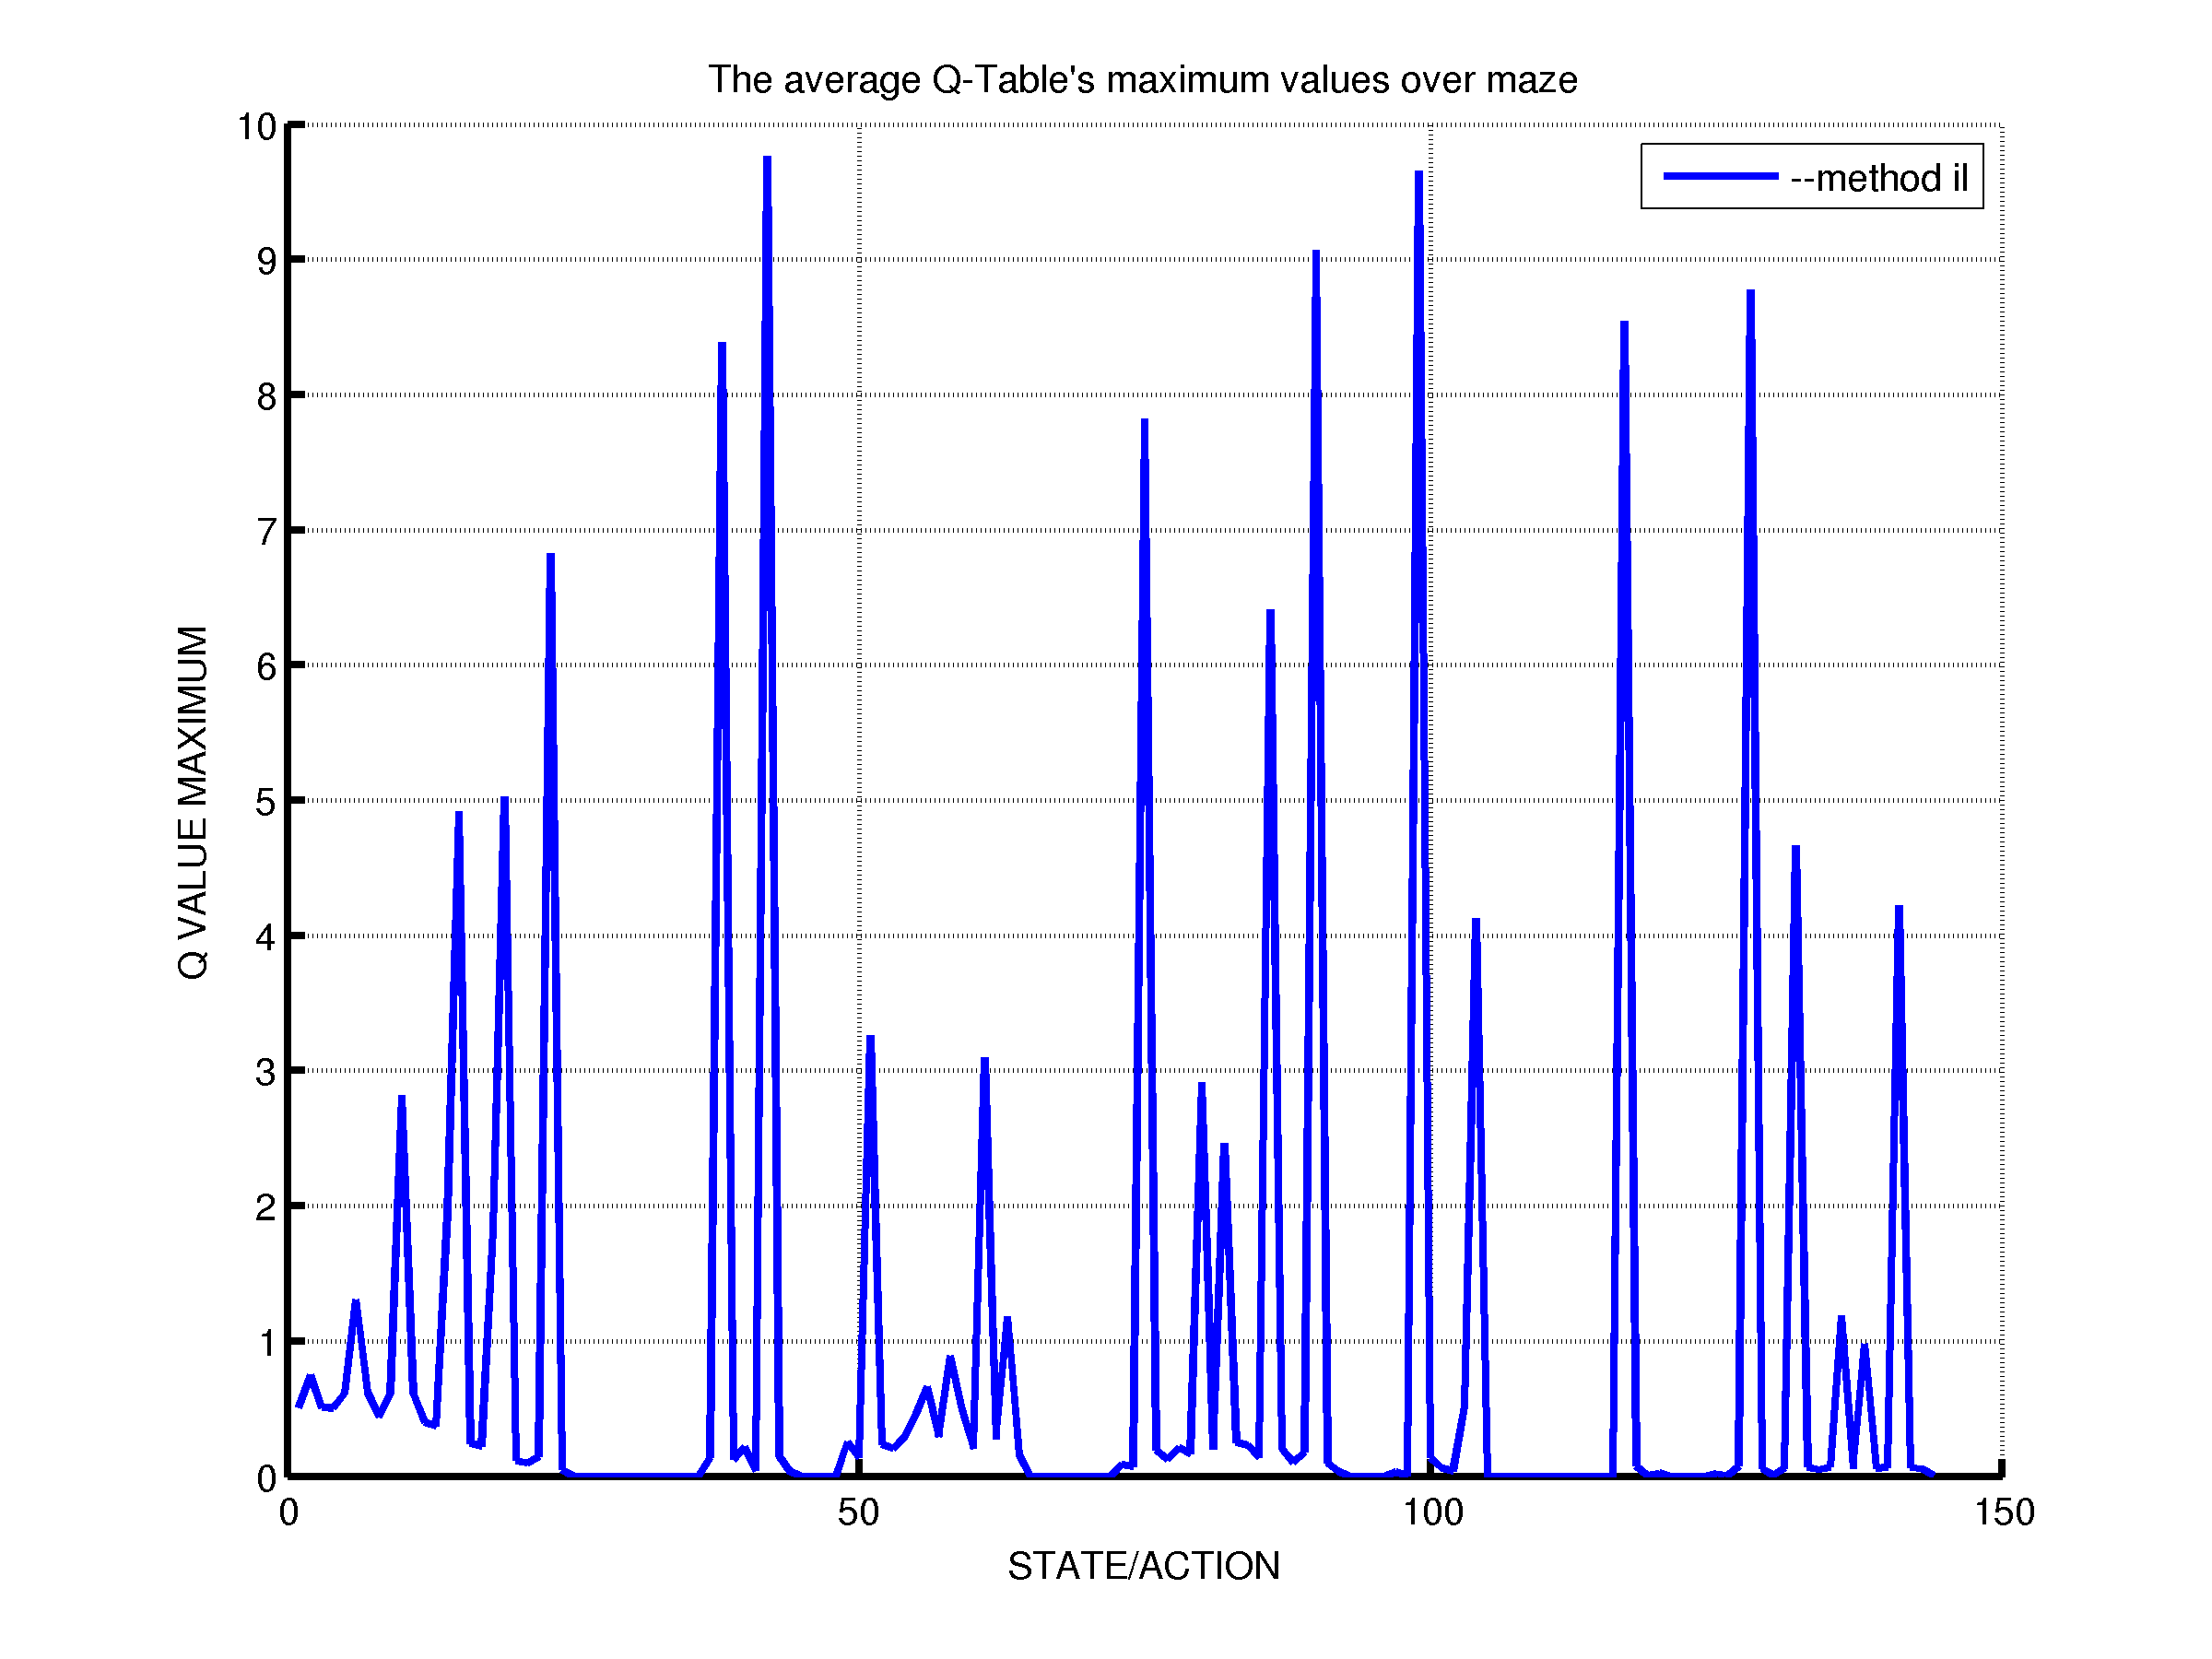 The average Q-Table's maximum values over maze
--method il
10
9
8
7
6
5
4
3
2
1
0
Q VALUE MAXIMUM
0 50 100 150
STATE/ACTION